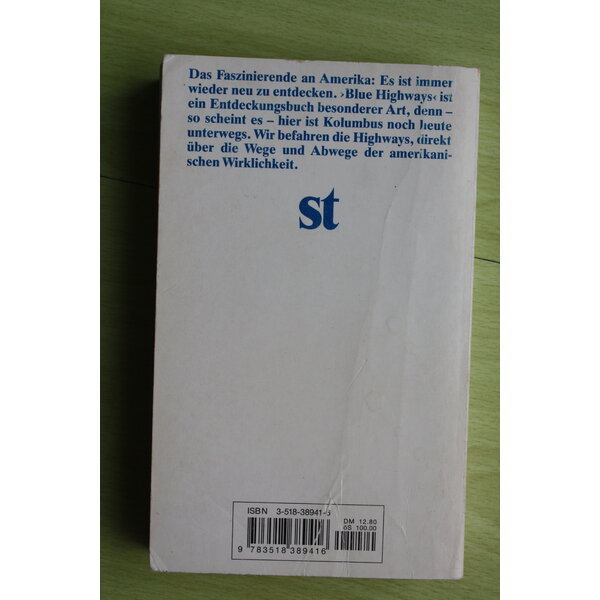 Das Faszinierende an Amerika: Es ist immer
wieder neu zu entdecken. ›Blue Highways‹ ist
ein Entdeckungsbuch besonderer Art, denn –
so scheint es – hier ist Kolumbus noch heute
unterwegs. Wir befahren die Highways, direkt
über die Wege und Abwege der amerikani-
schen Wirklichkeit.
st
ISBN 3-518-38941-6
DM 12.80
öS 100.00
9 783518 389416